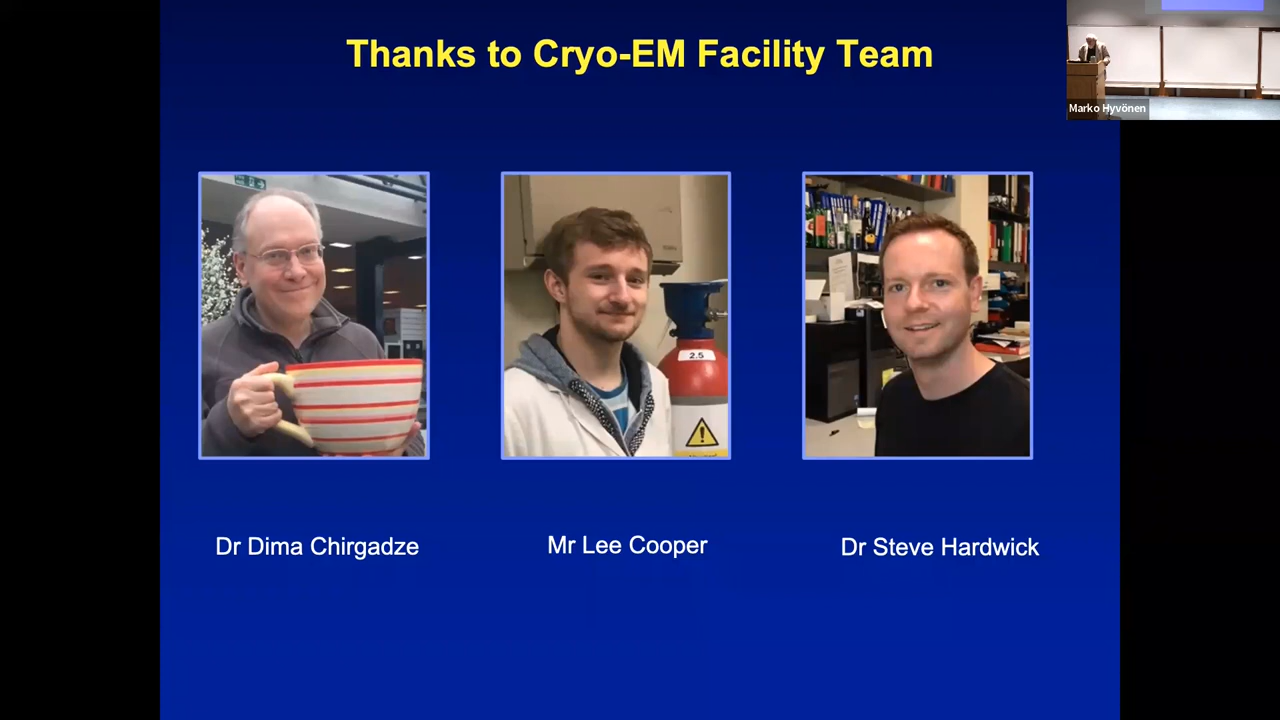 Thanks to Cryo-EM Facility Team
Marko Hyvönen
2.5
Dr Dima Chirgadze
Mr Lee Cooper
Dr Steve Hardwick